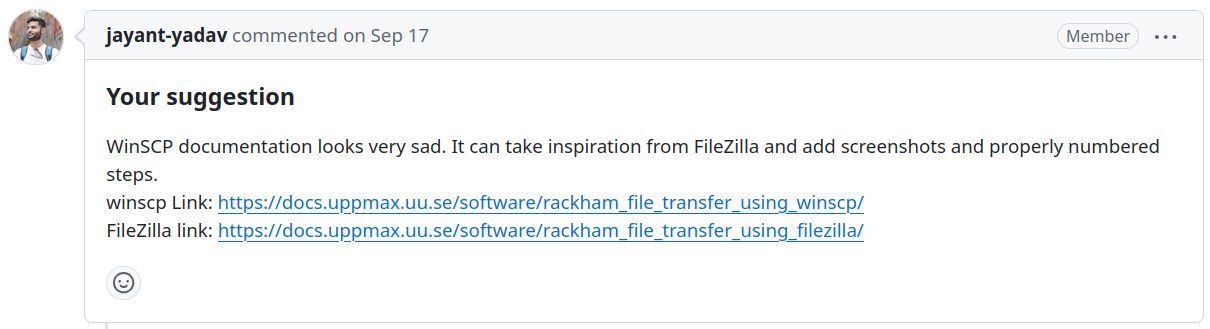 jayant-yadav commented on Sep 17
Member
Your suggestion
WinSCP documentation looks very sad. It can take inspiration from FileZilla and add screenshots and properly numbered
steps.
winscp Link: https://docs.uppmax.uu.se/software/rackham_file_transfer_using_winscp/
FileZilla link: https://docs.uppmax.uu.se/software/rackham_file_transfer_using_filezilla/